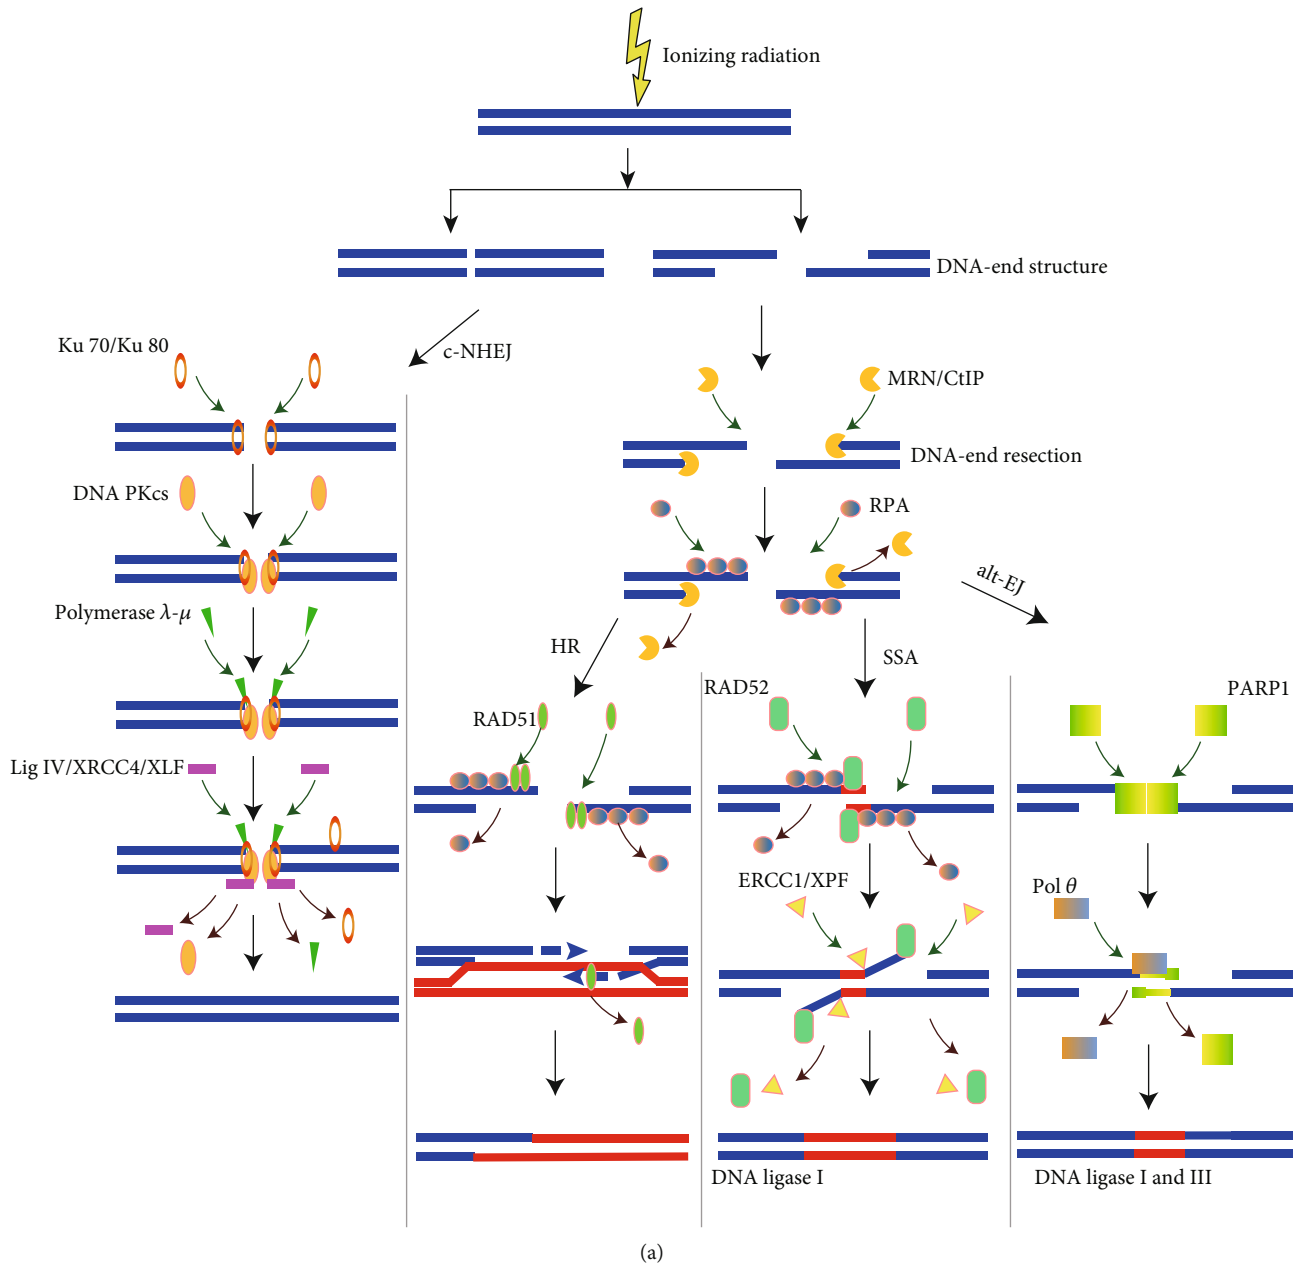 Ionizing radiation
DNA-end structure
c-NHEJ
Ku 70/Ku 80
MRN/CtIP
DNA-end resection
DNA PKcs
RPA
alt-EJ
Polymerase λ-μ
HR
SSA
RAD52
PARP1
RAD51
Lig IV/XRCC4/XLF
ERCC1/XPF
Pol θ
DNA ligase I
DNA ligase I and III
(a)